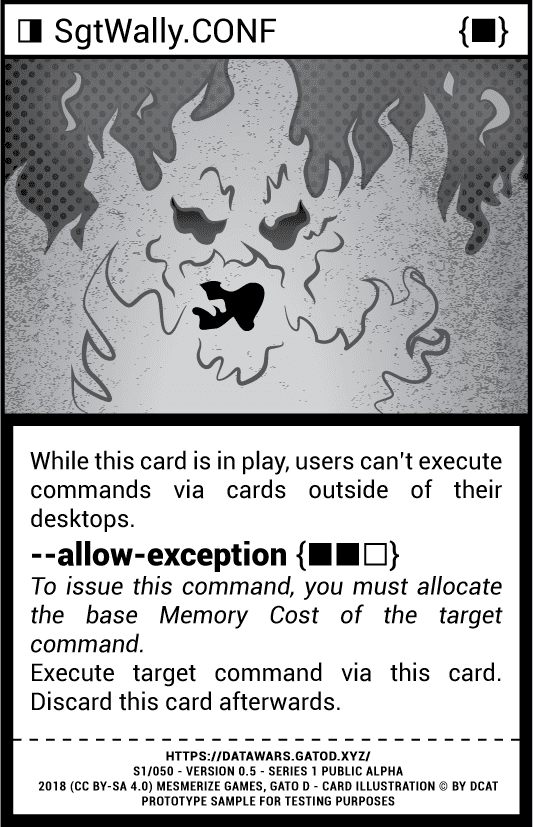 ◨ SgtWally.CONF {■}
While this card is in play, users can't execute
commands via cards outside of their
desktops.
--allow-exception {■■□}
To issue this command, you must allocate
the base Memory Cost of the target
command.
Execute target command via this card.
Discard this card afterwards.
HTTPS://DATAWARS.GATOD.XYZ/
S1/050 - VERSION 0.5 - SERIES 1 PUBLIC ALPHA
2018 (CC BY-SA 4.0) MESMERIZE GAMES, GATO D - CARD ILLUSTRATION © BY DCAT
PROTOTYPE SAMPLE FOR TESTING PURPOSES